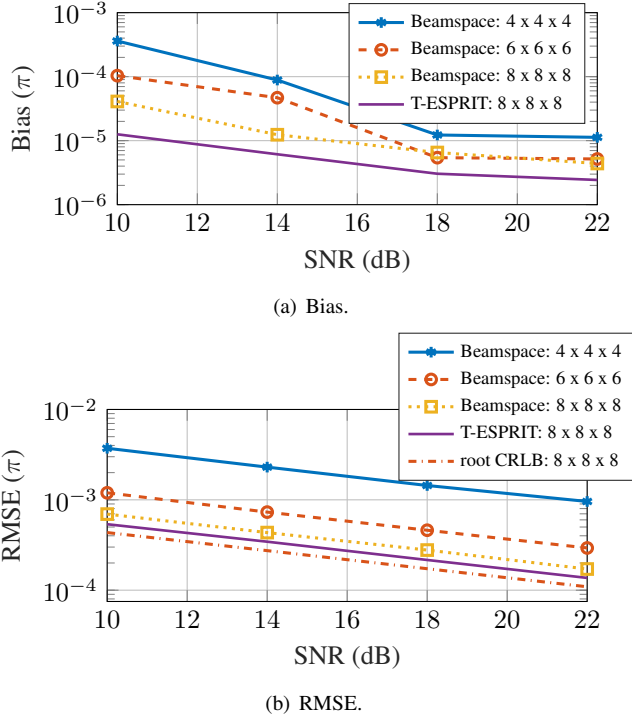 Beamspace: 4 x 4 x 4
Beamspace: 6 x 6 x 6
Beamspace: 8 x 8 x 8
T-ESPRIT: 8 x 8 x 8
10⁻³
10⁻⁴
10⁻⁵
10⁻⁶
Bias (π)
10 12 14 16 18 20 22
SNR (dB)
(a) Bias.
Beamspace: 4 x 4 x 4
Beamspace: 6 x 6 x 6
Beamspace: 8 x 8 x 8
T-ESPRIT: 8 x 8 x 8
root CRLB: 8 x 8 x 8
10⁻²
10⁻³
10⁻⁴
RMSE (π)
10 12 14 16 18 20 22
SNR (dB)
(b) RMSE.